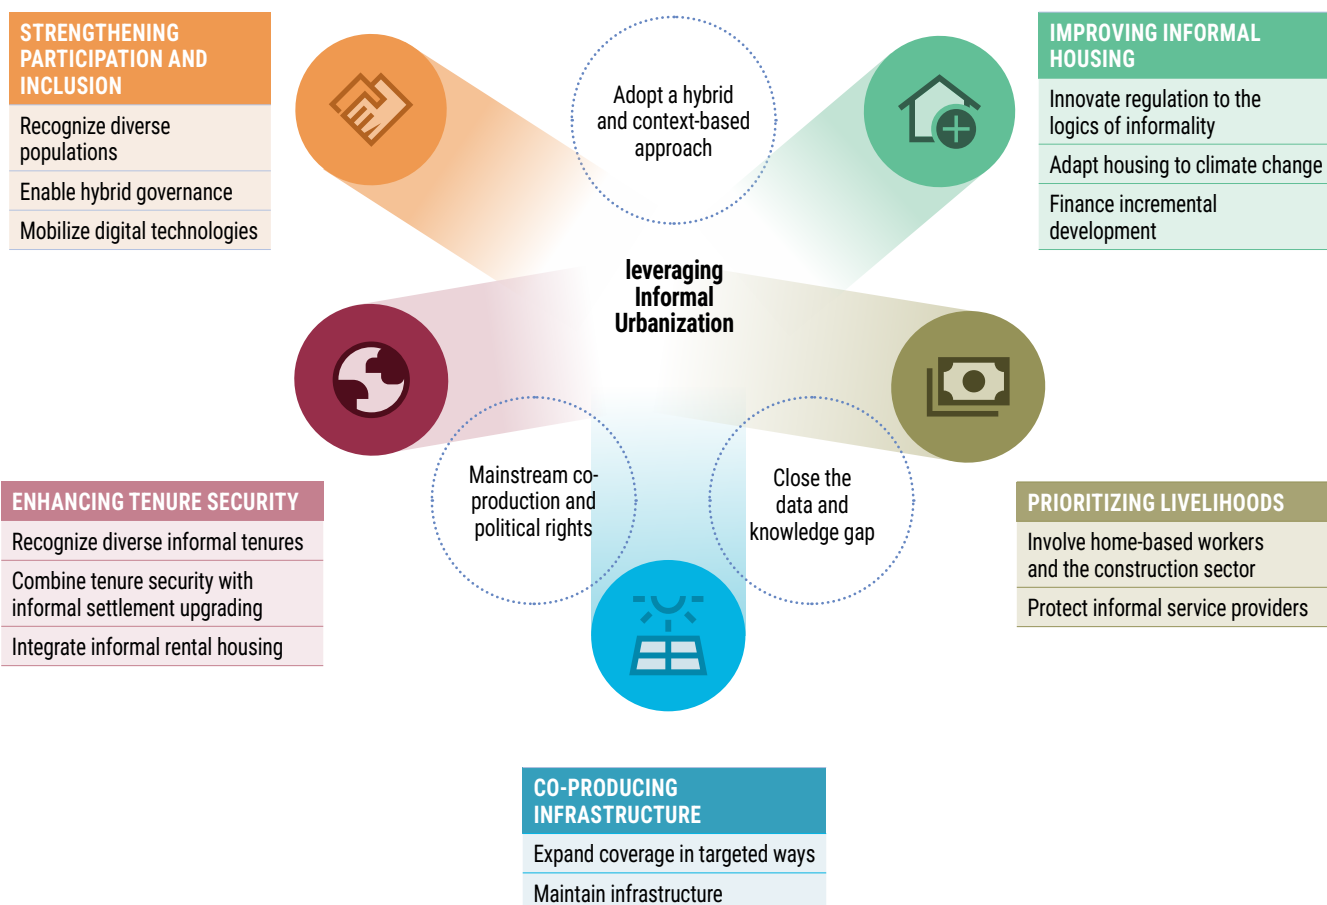 STRENGTHENING
PARTICIPATION AND
INCLUSION
Recognize diverse
populations
Enable hybrid governance
Mobilize digital technologies
Adopt a hybrid
and context-based
approach
IMPROVING INFORMAL
HOUSING
Innovate regulation to the
logics of informality
Adapt housing to climate change
Finance incremental
development
leveraging
Informal
Urbanization
ENHANCING TENURE SECURITY
Recognize diverse informal tenures
Combine tenure security with
informal settlement upgrading
Integrate informal rental housing
Mainstream co-
production and
political rights
Close the
data and
knowledge gap
PRIORITIZING LIVELIHOODS
Involve home-based workers
and the construction sector
Protect informal service providers
CO-PRODUCING
INFRASTRUCTURE
Expand coverage in targeted ways
Maintain infrastructure